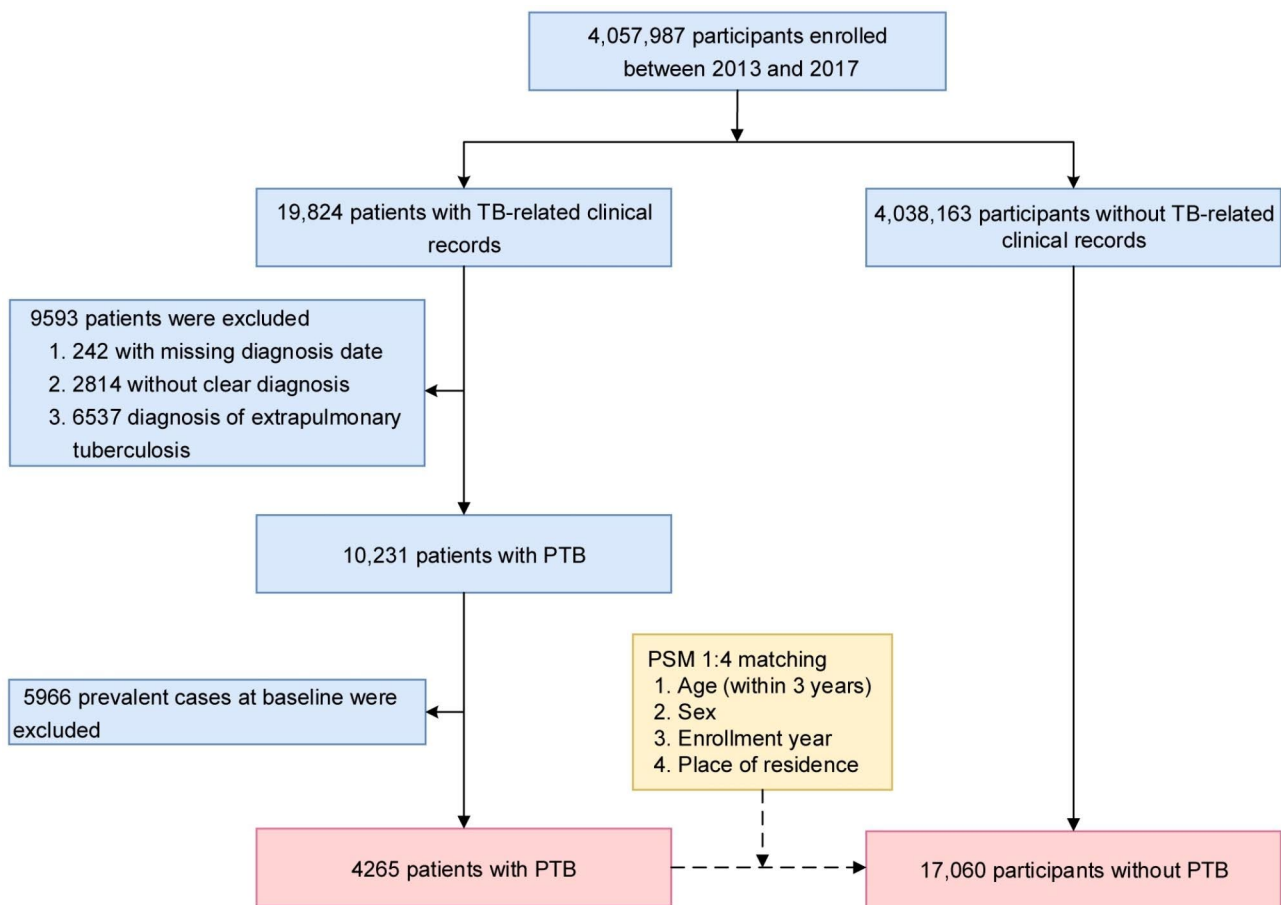 4,057,987 participants enrolled
between 2013 and 2017
19,824 patients with TB-related clinical
records
4,038,163 participants without TB-related
clinical records
9593 patients were excluded
1. 242 with missing diagnosis date
2. 2814 without clear diagnosis
3. 6537 diagnosis of extrapulmonary
tuberculosis
10,231 patients with PTB
PSM 1:4 matching
1. Age (within 3 years)
2. Sex
3. Enrollment year
4. Place of residence
5966 prevalent cases at baseline were
excluded
4265 patients with PTB
17,060 participants without PTB